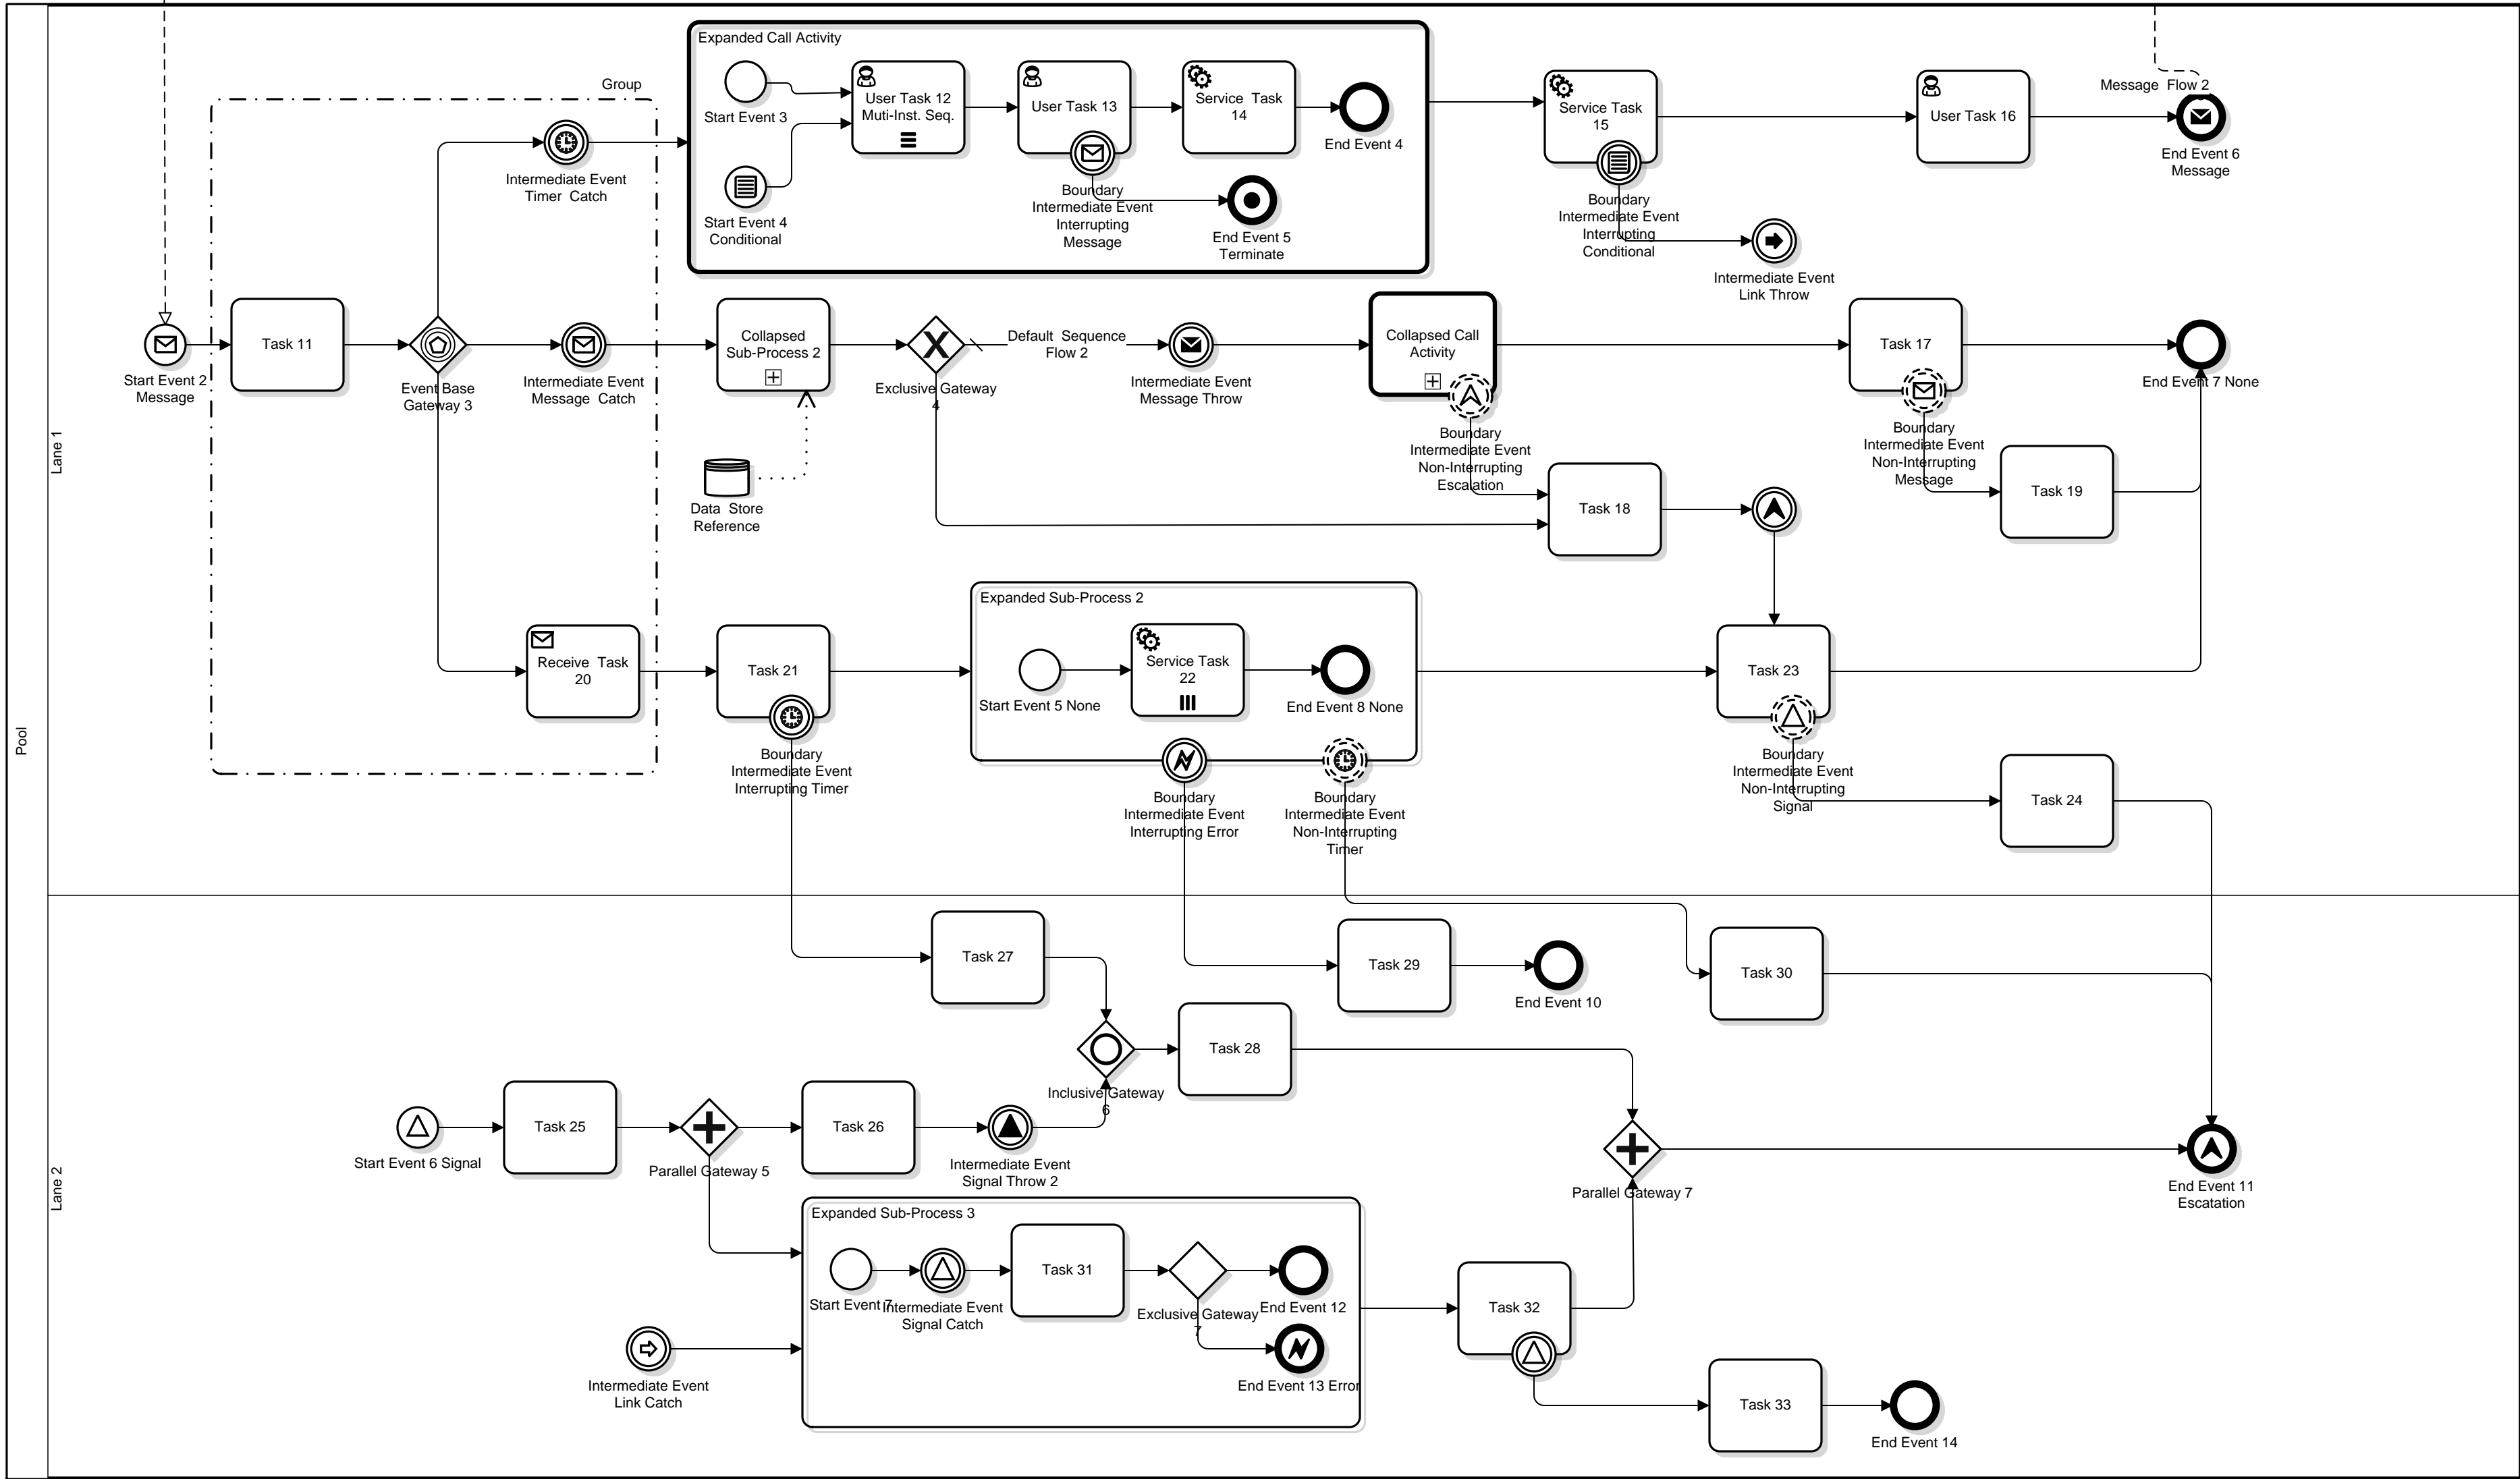 Pool
Lane 1
Group
Expanded Call Activity
Start Event 3
Start Event 4
Conditional
User Task 12
Muti-Inst. Seq.
User Task 13
Boundary
Intermediate Event
Interrupting
Message
Service Task
14
End Event 4
End Event 5
Terminate
Service Task
15
Boundary
Intermediate Event
Interrupting
Conditional
Intermediate Event
Link Throw
User Task 16
Message Flow 2
End Event 6
Message
Intermediate Event
Timer Catch
Start Event 2
Message
Task 11
Event Base
Gateway 3
Intermediate Event
Message Catch
Collapsed
Sub-Process 2
Exclusive Gateway
4
Default Sequence
Flow 2
Intermediate Event
Message Throw
Collapsed Call
Activity
Boundary
Intermediate Event
Non-Interrupting
Escalation
Task 17
Boundary
Intermediate Event
Non-Interrupting
Message
End Event 7 None
Data Store
Reference
Task 18
Task 19
Receive Task
20
Task 21
Boundary
Intermediate Event
Interrupting Timer
Expanded Sub-Process 2
Start Event 5 None
Service Task
22
End Event 8 None
Boundary
Intermediate Event
Interrupting Error
Boundary
Intermediate Event
Non-Interrupting
Timer
Task 23
Boundary
Intermediate Event
Non-Interrupting
Signal
Task 24
Lane 2
Task 27
Task 29
End Event 10
Task 30
Inclusive Gateway
6
Task 28
Start Event 6 Signal
Task 25
Parallel Gateway 5
Task 26
Intermediate Event
Signal Throw 2
Parallel Gateway 7
End Event 11
Escatation
Expanded Sub-Process 3
Start Event 7
Intermediate Event
Signal Catch
Task 31
Exclusive Gateway
7
End Event 12
End Event 13 Error
Intermediate Event
Link Catch
Task 32
Task 33
End Event 14